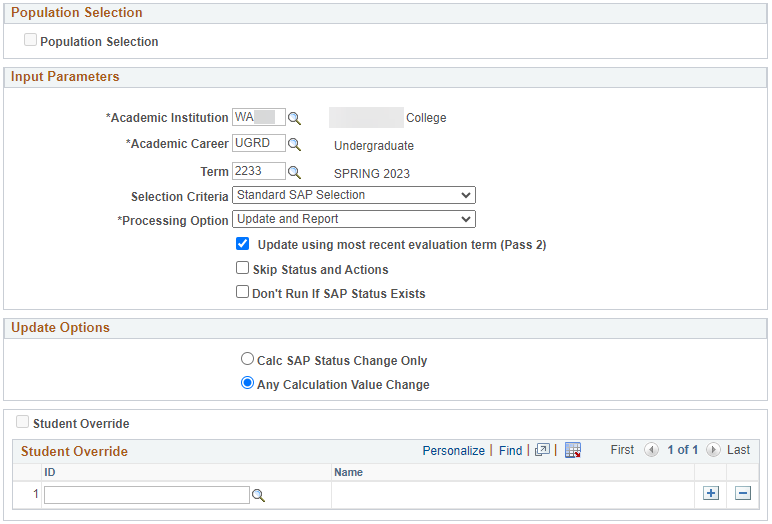 Population Selection
Population Selection
Input Parameters
*Academic Institution WA College
*Academic Career UGRD Undergraduate
Term 2233 SPRING 2023
Selection Criteria Standard SAP Selection
*Processing Option Update and Report
Update using most recent evaluation term (Pass 2)
Skip Status and Actions
Don't Run If SAP Status Exists
Update Options
Calc SAP Status Change Only
Any Calculation Value Change
Student Override
Student Override Personalize | Find | | First 1 of 1 Last
ID Name
1